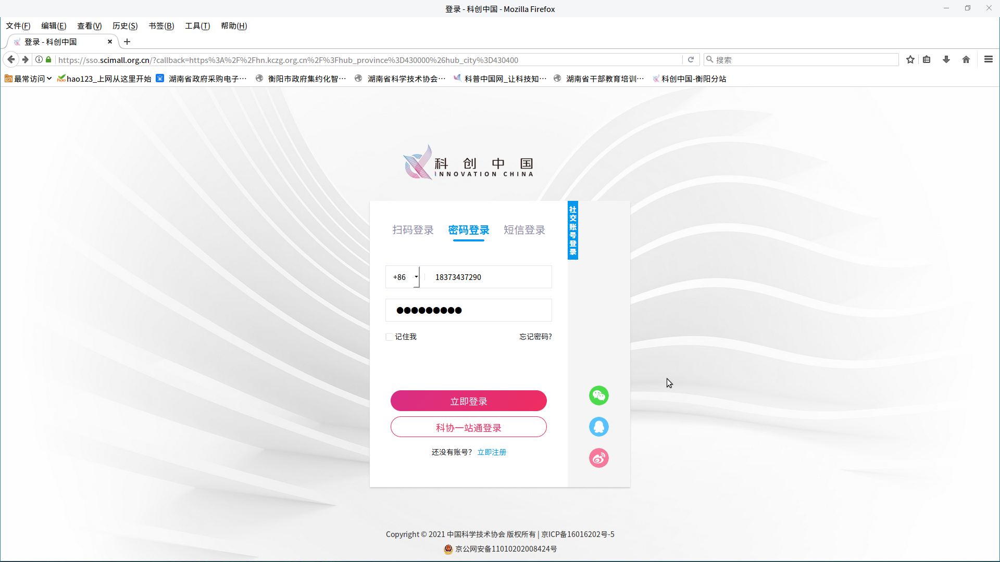 登录 - 科创中国 - Mozilla Firefox
文件(F) 编辑(E) 查看(V) 历史(S) 书签(B) 工具(T) 帮助(H)
登录 - 科创中国
https://sso.scimall.org.cn/?callback=https%3A%2F%2Fhn.kczg.org.cn%2F%3Fhub_province%3D430000%26hub_city%3D430400
搜索
最常访问 hao123_上网从这里开始 采 湖南省政府采购电子… 衡阳市政府集约化智… 湖南省科学技术协会… 科普中国网_让科技知… 湖南省干部教育培训… 科创中国-衡阳分站
科创中国
INNOVATION CHINA
扫码登录 密码登录 短信登录
社交账号登录
+86 18373437290
●●●●●●●●●
记住我 忘记密码?
立即登录
科协一站通登录
还没有账号? 立即注册
Copyright © 2021 中国科学技术协会 版权所有 | 京ICP备16016202号-5
京公网安备11010202008424号